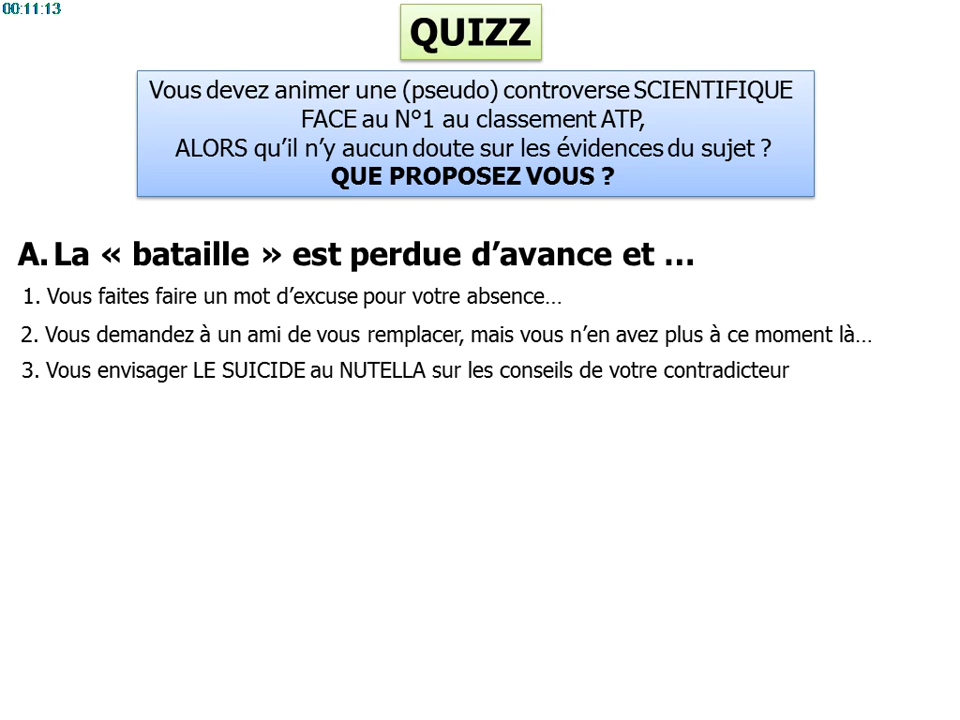 00:11:13
QUIZZ
Vous devez animer une (pseudo) controverse SCIENTIFIQUE
FACE au N°1 au classement ATP,
ALORS qu’il n’y aucun doute sur les évidences du sujet ?
QUE PROPOSEZ VOUS ?
A. La « bataille » est perdue d’avance et …
1. Vous faites faire un mot d’excuse pour votre absence…
2. Vous demandez à un ami de vous remplacer, mais vous n’en avez plus à ce moment là…
3. Vous envisager LE SUICIDE au NUTELLA sur les conseils de votre contradicteur